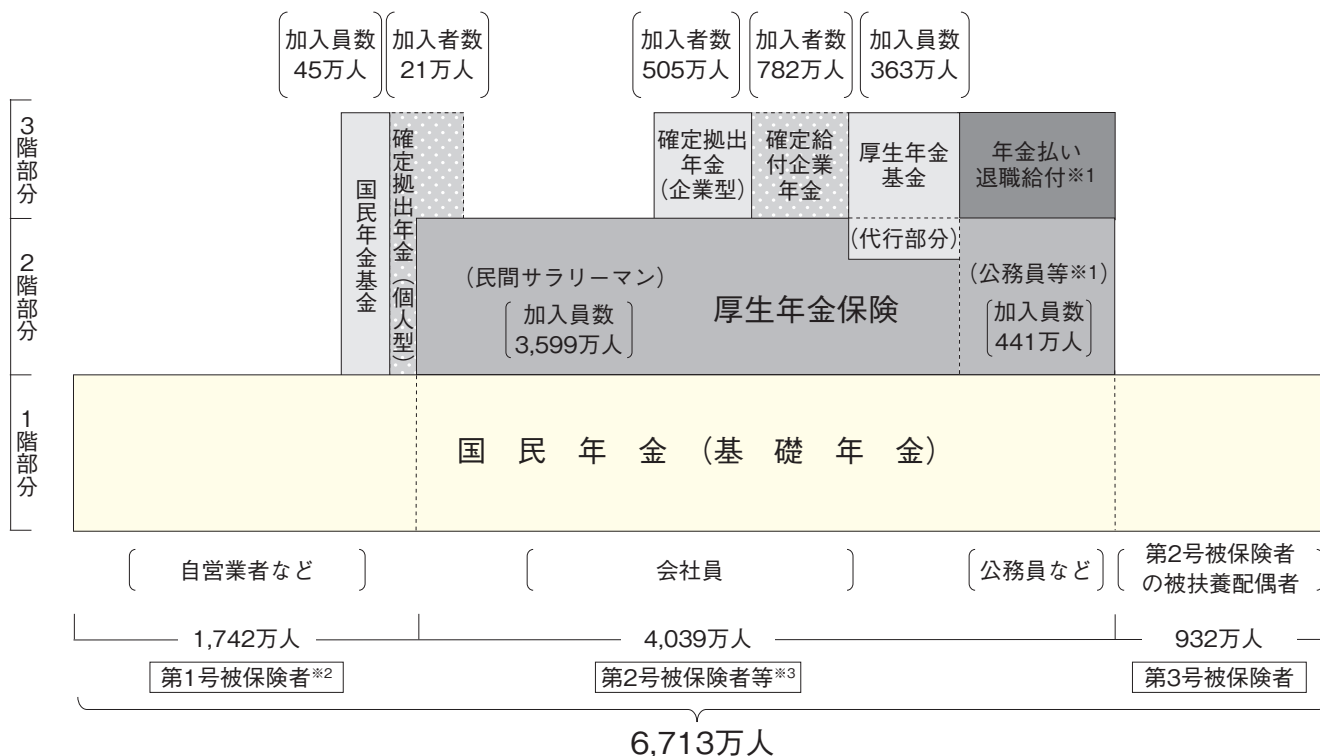 加入員数
45万人
加入者数
21万人
加入者数
505万人
加入者数
782万人
加入員数
363万人
3階部分
2階部分
1階部分
国民年金基金
確定拠出年金（個人型）
確定拠出
年金
（企業型）
確定給
付企業
年金
厚生年金
基金
（代行部分）
年金払い
退職給付※1
（民間サラリーマン）
加入員数
3,599万人
厚生年金保険
（公務員等※1）
加入員数
441万人
国民年金（基礎年金）
自営業者など
会社員
公務員など
第2号被保険者
の被扶養配偶者
1,742万人
4,039万人
932万人
第1号被保険者※2
第2号被保険者等※3
第3号被保険者
6,713万人